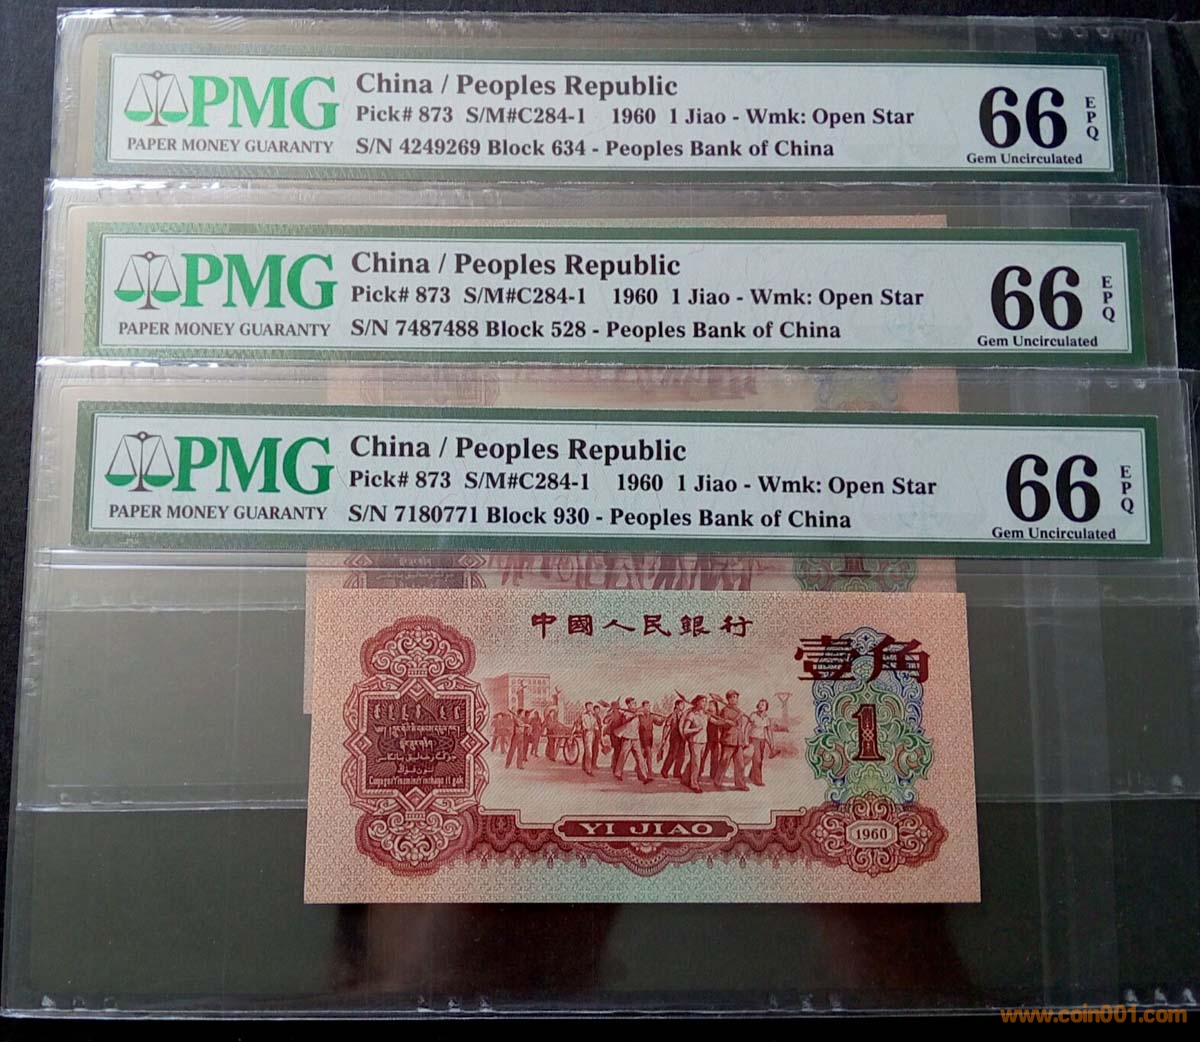 PMG
PAPER MONEY GUARANTY
China / Peoples Republic
Pick# 873 S/M#C284-1 1960 1 Jiao - Wmk: Open Star
S/N 4249269 Block 634 - Peoples Bank of China
66
EPQ
Gem Uncirculated
PMG
PAPER MONEY GUARANTY
China / Peoples Republic
Pick# 873 S/M#C284-1 1960 1 Jiao - Wmk: Open Star
S/N 7487488 Block 528 - Peoples Bank of China
66
EPQ
Gem Uncirculated
PMG
PAPER MONEY GUARANTY
China / Peoples Republic
Pick# 873 S/M#C284-1 1960 1 Jiao - Wmk: Open Star
S/N 7180771 Block 930 - Peoples Bank of China
66
EPQ
Gem Uncirculated
1
中國人民銀行
壹角
1
YI JIAO
1960
www.coin001.com